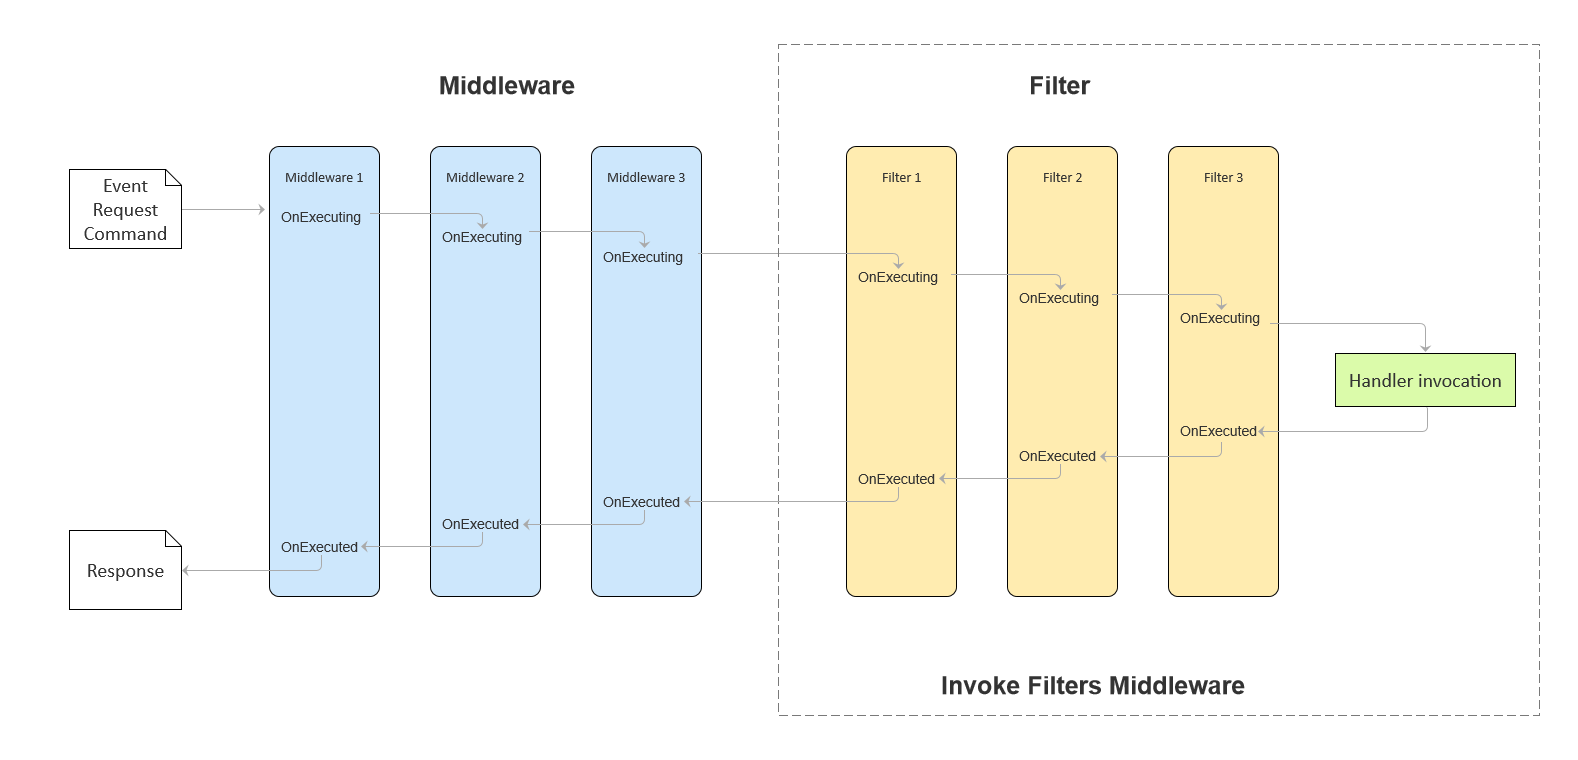 Middleware
Filter
Event
Request
Command
Middleware 1
Middleware 2
Middleware 3
Filter 1
Filter 2
Filter 3
OnExecuting
OnExecuting
OnExecuting
OnExecuting
OnExecuting
OnExecuting
Handler invocation
OnExecuted
OnExecuted
OnExecuted
OnExecuted
OnExecuted
OnExecuted
Response
Invoke Filters Middleware